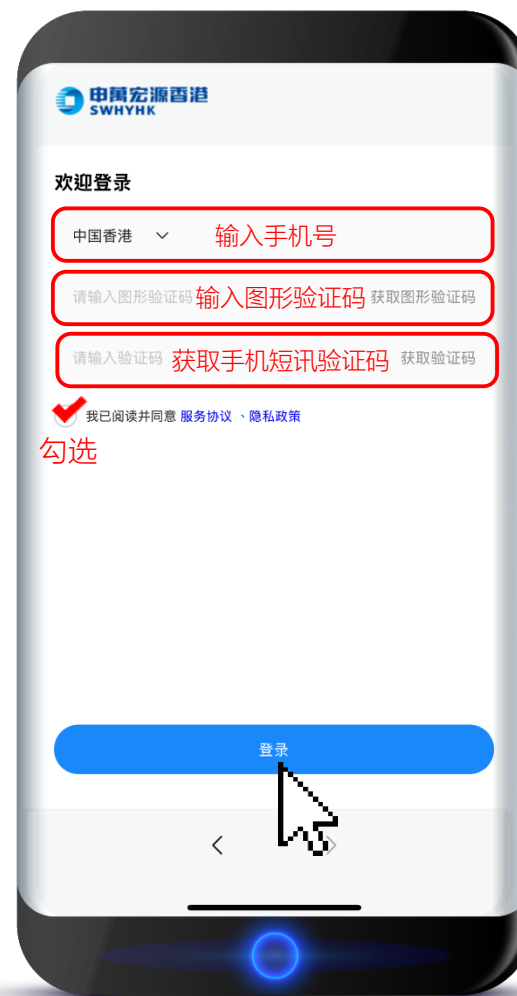 申萬宏源香港
SWHYHK
欢迎登录
中国香港 输入手机号
请输入图形验证码 输入图形验证码 获取图形验证码
请输入验证码 获取手机短讯验证码 获取验证码
我已阅读并同意 服务协议 、隐私政策
勾选
登录